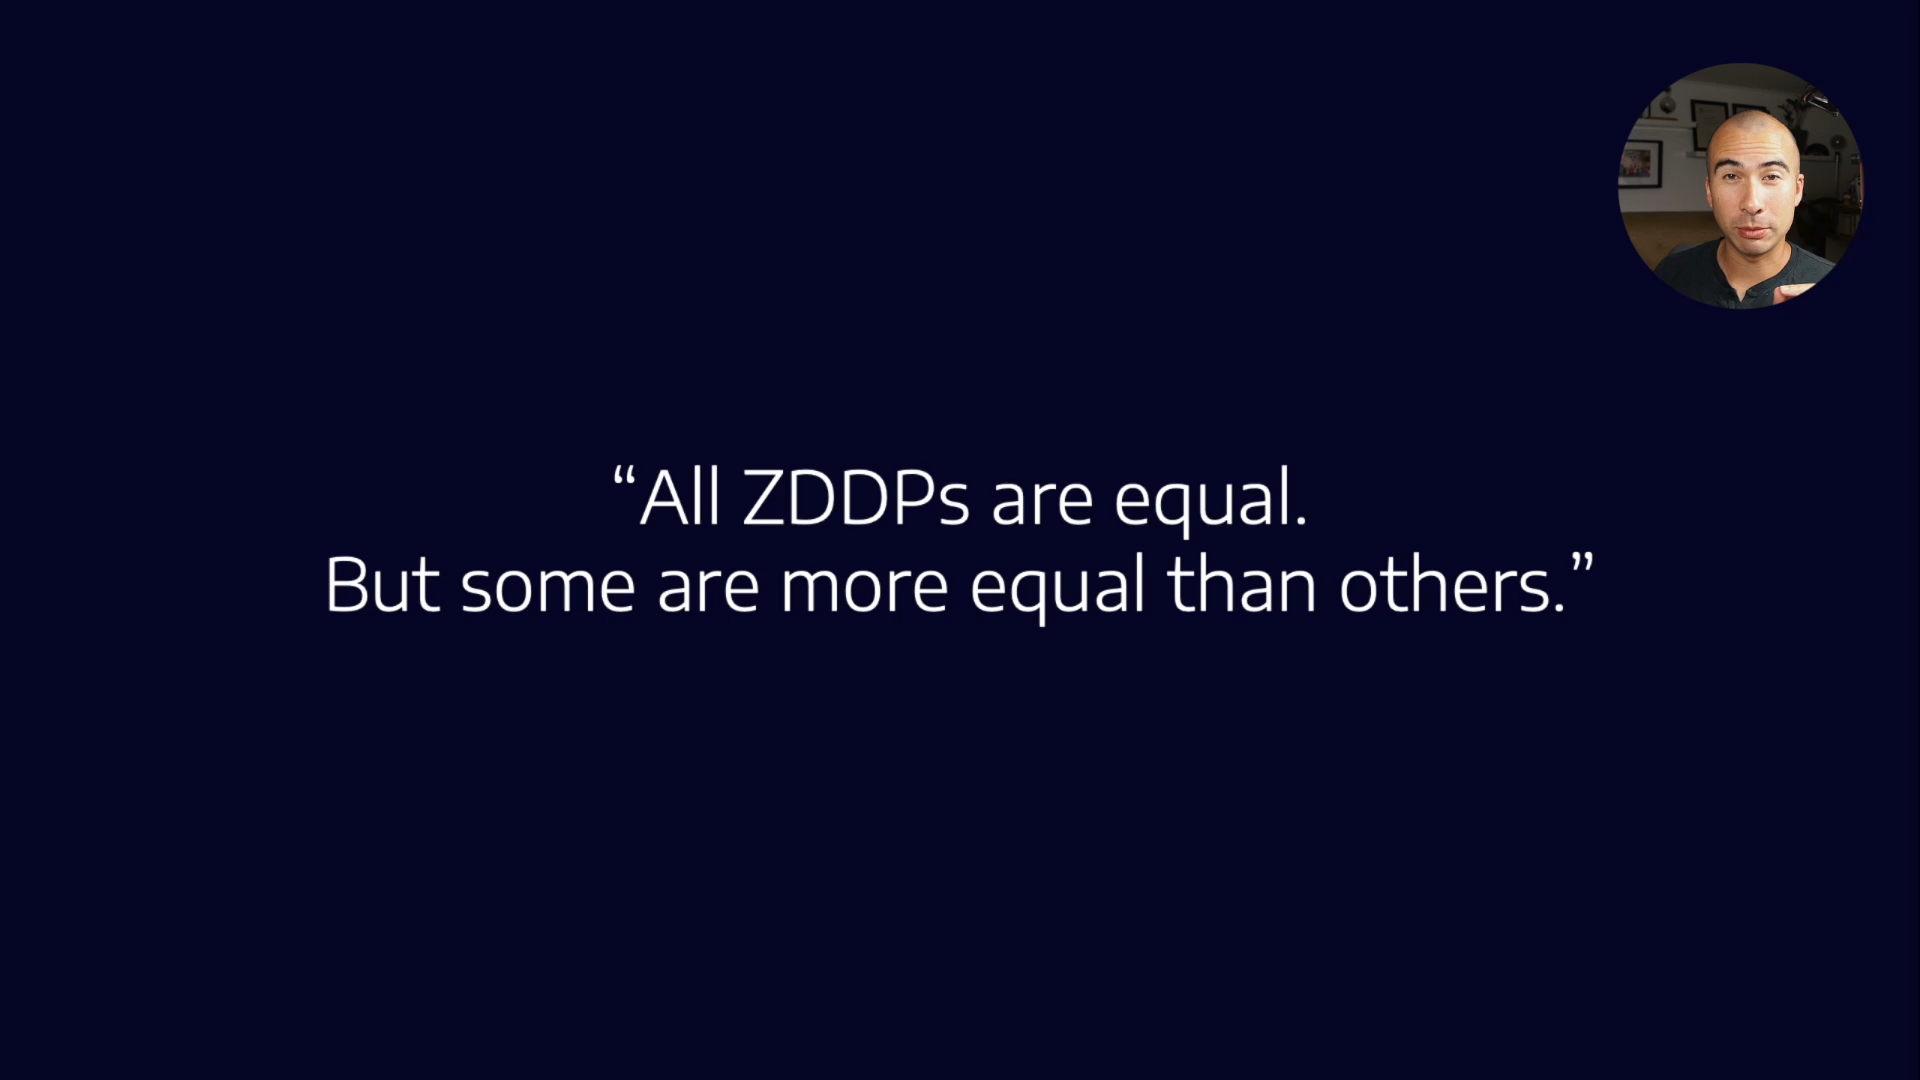 “All ZDDPs are equal.
But some are more equal than others.”